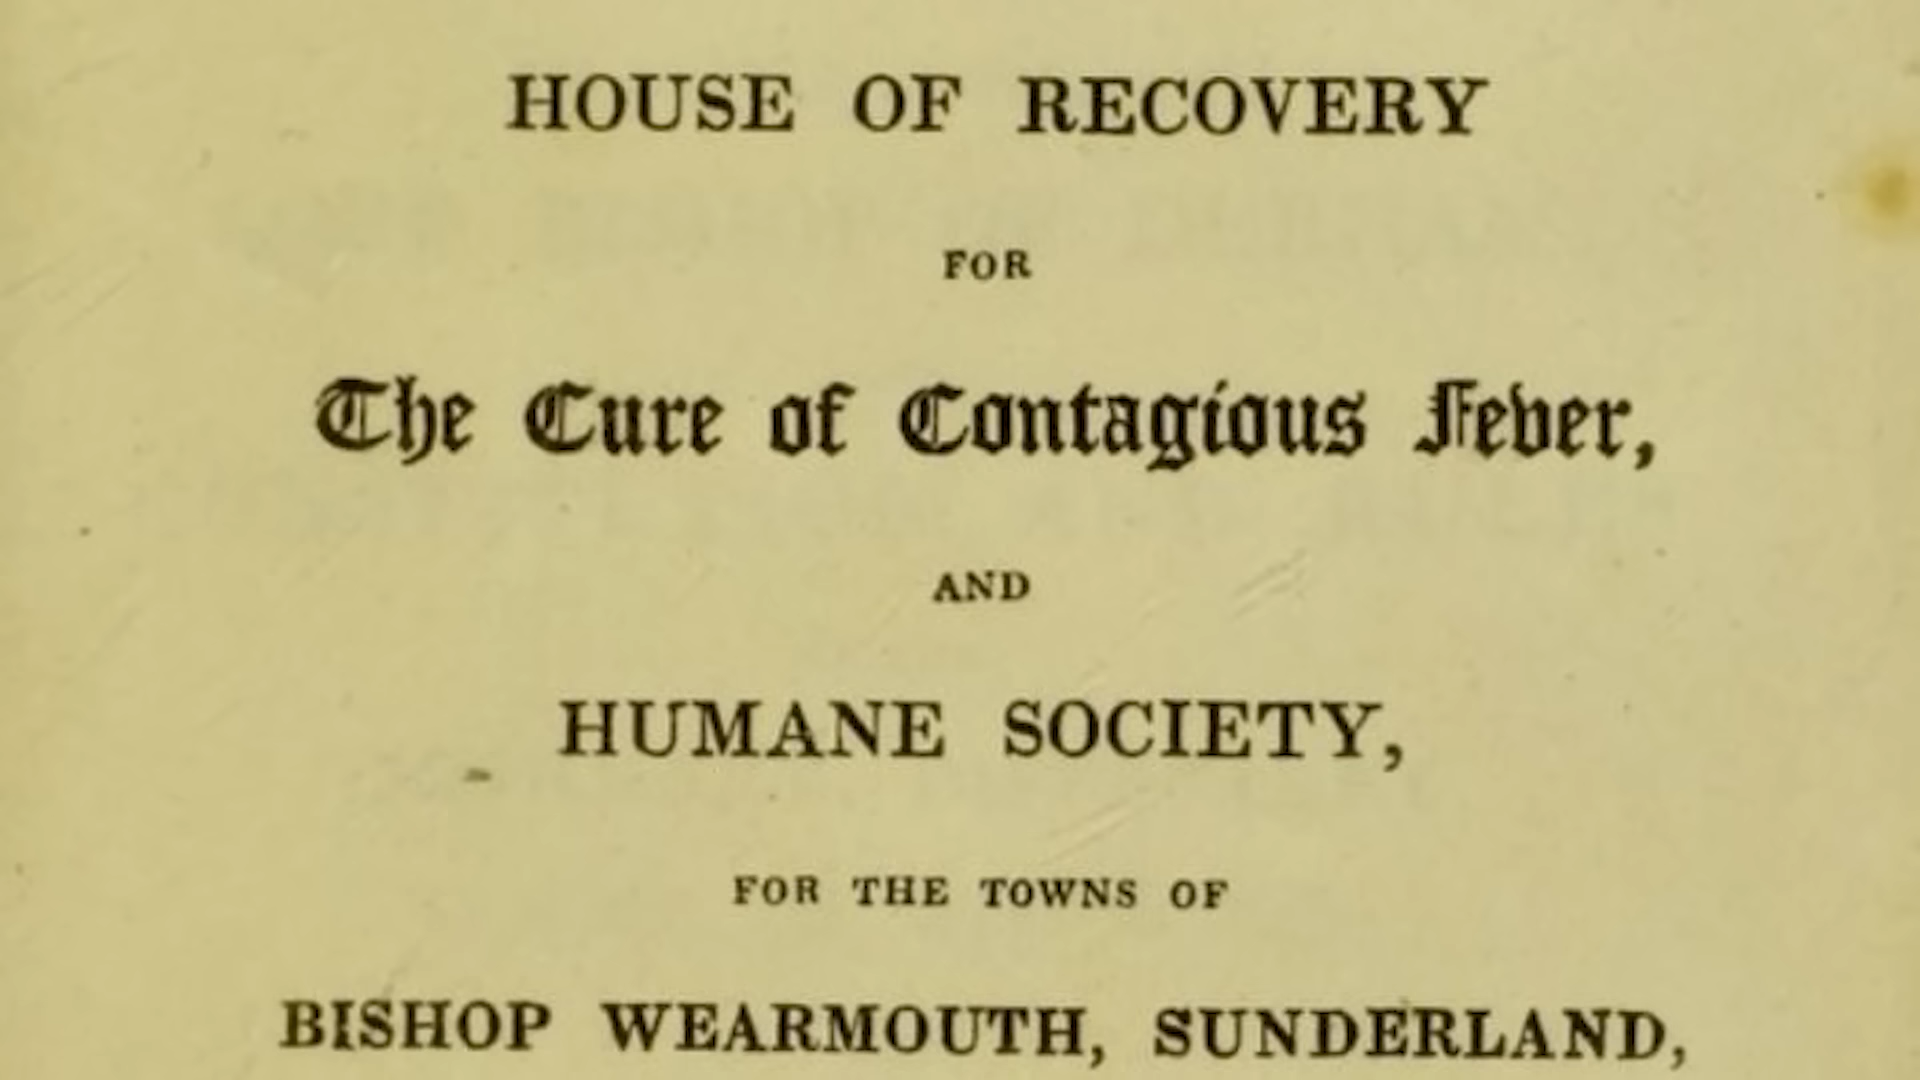 HOUSE OF RECOVERY
FOR
The Cure of Contagious Fever,
AND
HUMANE SOCIETY,
FOR THE TOWNS OF
BISHOP WEARMOUTH, SUNDERLAND,